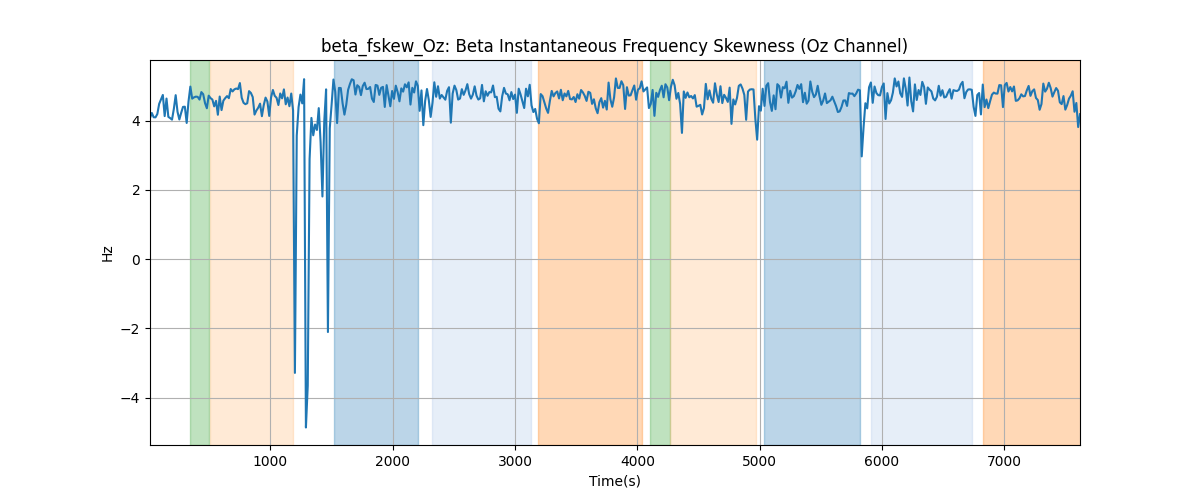 beta_fskew_Oz: Beta Instantaneous Frequency Skewness (Oz Channel)
Hz
4
2
0
−2
−4
1000 2000 3000 4000 5000 6000 7000
Time(s)